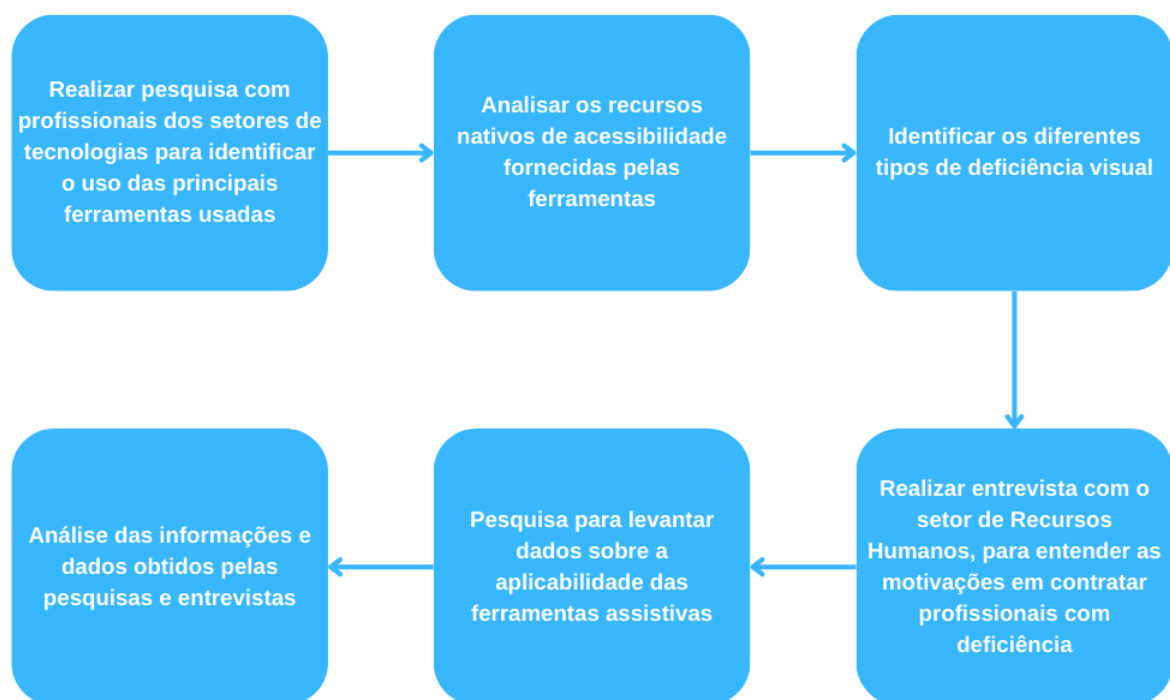 Realizar pesquisa com
profissionais dos setores de
tecnologias para identificar
o uso das principais
ferramentas usadas
Analisar os recursos
nativos de acessibilidade
fornecidas pelas
ferramentas
Identificar os diferentes
tipos de deficiência visual
Realizar entrevista com o
setor de Recursos
Humanos, para entender as
motivações em contratar
profissionais com
deficiência
Pesquisa para levantar
dados sobre a
aplicabilidade das
ferramentas assistivas
Análise das informações e
dados obtidos pelas
pesquisas e entrevistas